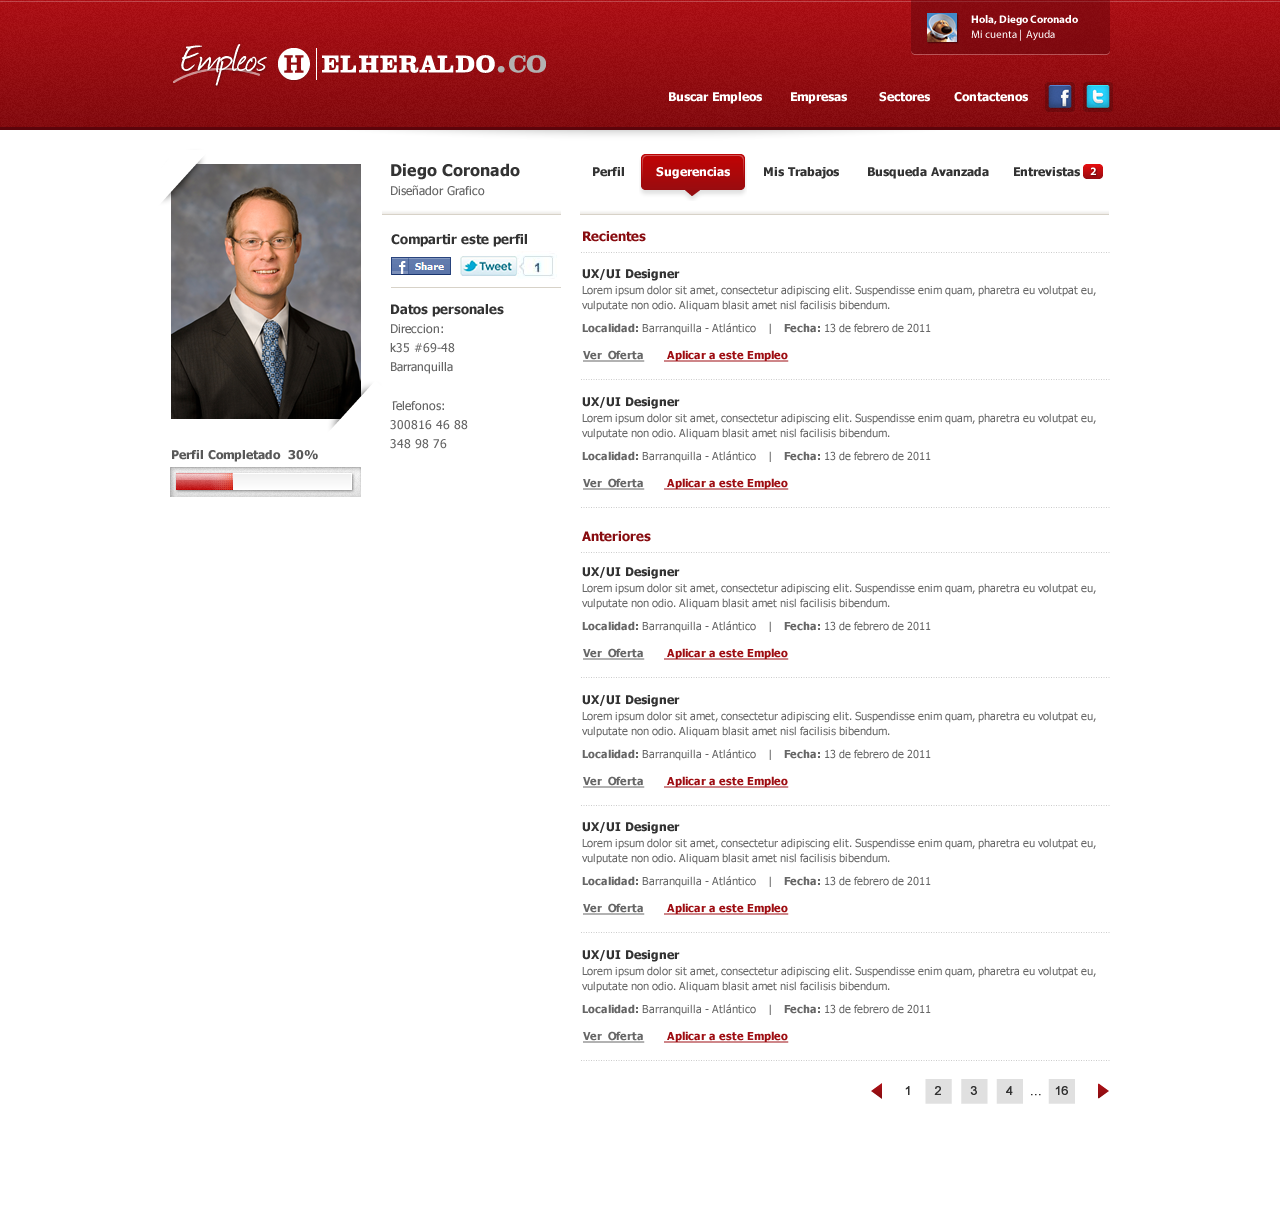 Hola, Diego Coronado
Mi cuenta | Ayuda
Empleos H ELHERALDO.CO
Buscar Empleos Empresas Sectores Contactenos f t
Diego Coronado
Diseñador Grafico
Perfil Sugerencias Mis Trabajos Busqueda Avanzada Entrevistas 2
Compartir este perfil
f Share Tweet 1
Datos personales
Direccion:
k35 #69-48
Barranquilla
Telefonos:
300816 46 88
348 98 76
Perfil Completado 30%
Recientes
UX/UI Designer
Lorem ipsum dolor sit amet, consectetur adipiscing elit. Suspendisse enim quam, pharetra eu volutpat eu,
vulputate non odio. Aliquam blasit amet nisl facilisis bibendum.
Localidad: Barranquilla - Atlántico | Fecha: 13 de febrero de 2011
Ver Oferta Aplicar a este Empleo
UX/UI Designer
Lorem ipsum dolor sit amet, consectetur adipiscing elit. Suspendisse enim quam, pharetra eu volutpat eu,
vulputate non odio. Aliquam blasit amet nisl facilisis bibendum.
Localidad: Barranquilla - Atlántico | Fecha: 13 de febrero de 2011
Ver Oferta Aplicar a este Empleo
Anteriores
UX/UI Designer
Lorem ipsum dolor sit amet, consectetur adipiscing elit. Suspendisse enim quam, pharetra eu volutpat eu,
vulputate non odio. Aliquam blasit amet nisl facilisis bibendum.
Localidad: Barranquilla - Atlántico | Fecha: 13 de febrero de 2011
Ver Oferta Aplicar a este Empleo
UX/UI Designer
Lorem ipsum dolor sit amet, consectetur adipiscing elit. Suspendisse enim quam, pharetra eu volutpat eu,
vulputate non odio. Aliquam blasit amet nisl facilisis bibendum.
Localidad: Barranquilla - Atlántico | Fecha: 13 de febrero de 2011
Ver Oferta Aplicar a este Empleo
UX/UI Designer
Lorem ipsum dolor sit amet, consectetur adipiscing elit. Suspendisse enim quam, pharetra eu volutpat eu,
vulputate non odio. Aliquam blasit amet nisl facilisis bibendum.
Localidad: Barranquilla - Atlántico | Fecha: 13 de febrero de 2011
Ver Oferta Aplicar a este Empleo
UX/UI Designer
Lorem ipsum dolor sit amet, consectetur adipiscing elit. Suspendisse enim quam, pharetra eu volutpat eu,
vulputate non odio. Aliquam blasit amet nisl facilisis bibendum.
Localidad: Barranquilla - Atlántico | Fecha: 13 de febrero de 2011
Ver Oferta Aplicar a este Empleo
1 2 3 4 ... 16